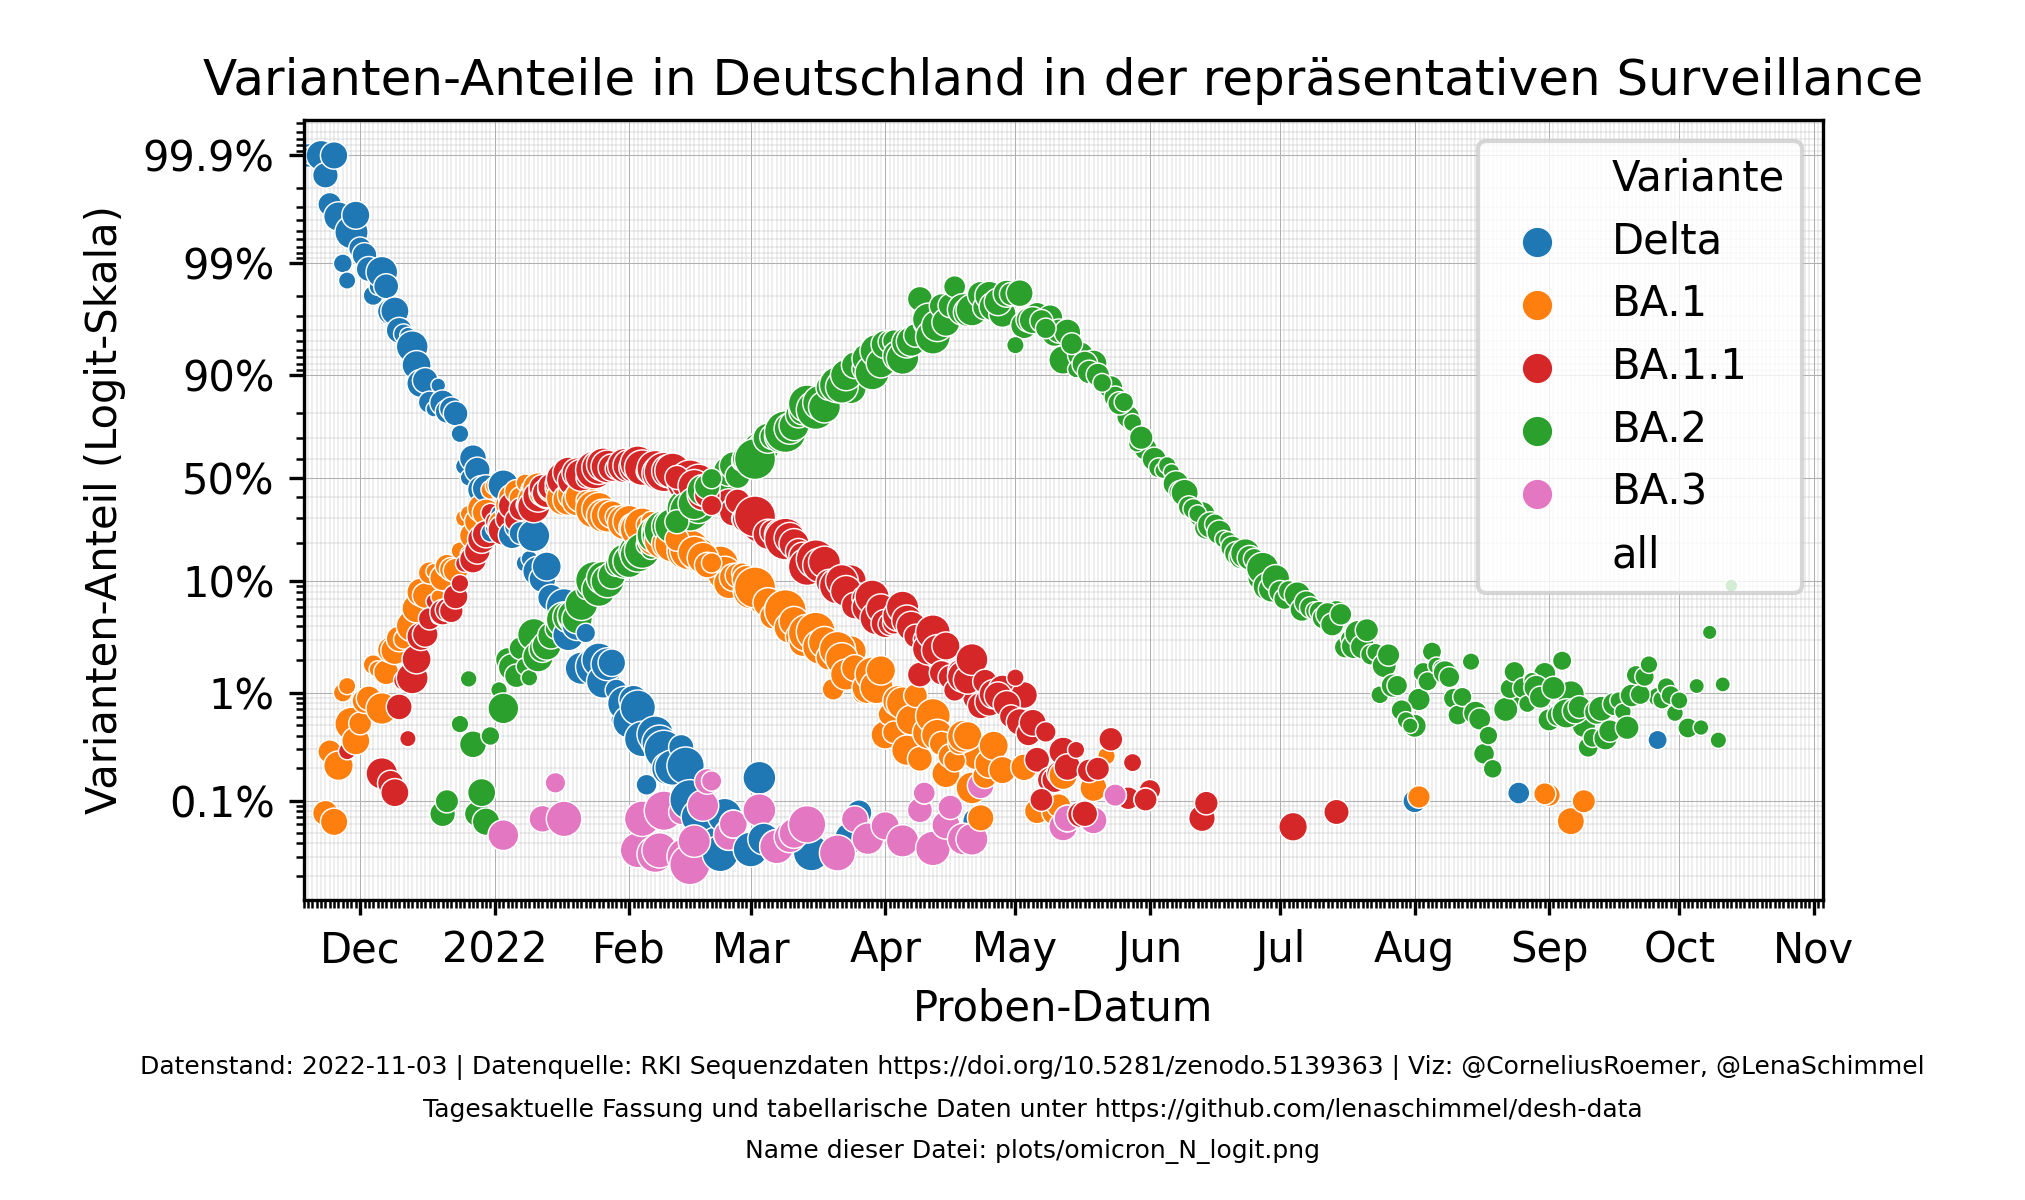 Varianten-Anteile in Deutschland in der repräsentativen Surveillance
Varianten-Anteil (Logit-Skala)
99.9%
99%
90%
50%
10%
1%
0.1%
Variante
Delta
BA.1
BA.1.1
BA.2
BA.3
all
Dec 2022 Feb Mar Apr May Jun Jul Aug Sep Oct Nov
Proben-Datum
Datenstand: 2022-11-03 | Datenquelle: RKI Sequenzdaten https://doi.org/10.5281/zenodo.5139363 | Viz: @CorneliusRoemer, @LenaSchimmel
Tagesaktuelle Fassung und tabellarische Daten unter https://github.com/lenaschimmel/desh-data
Name dieser Datei: plots/omicron_N_logit.png